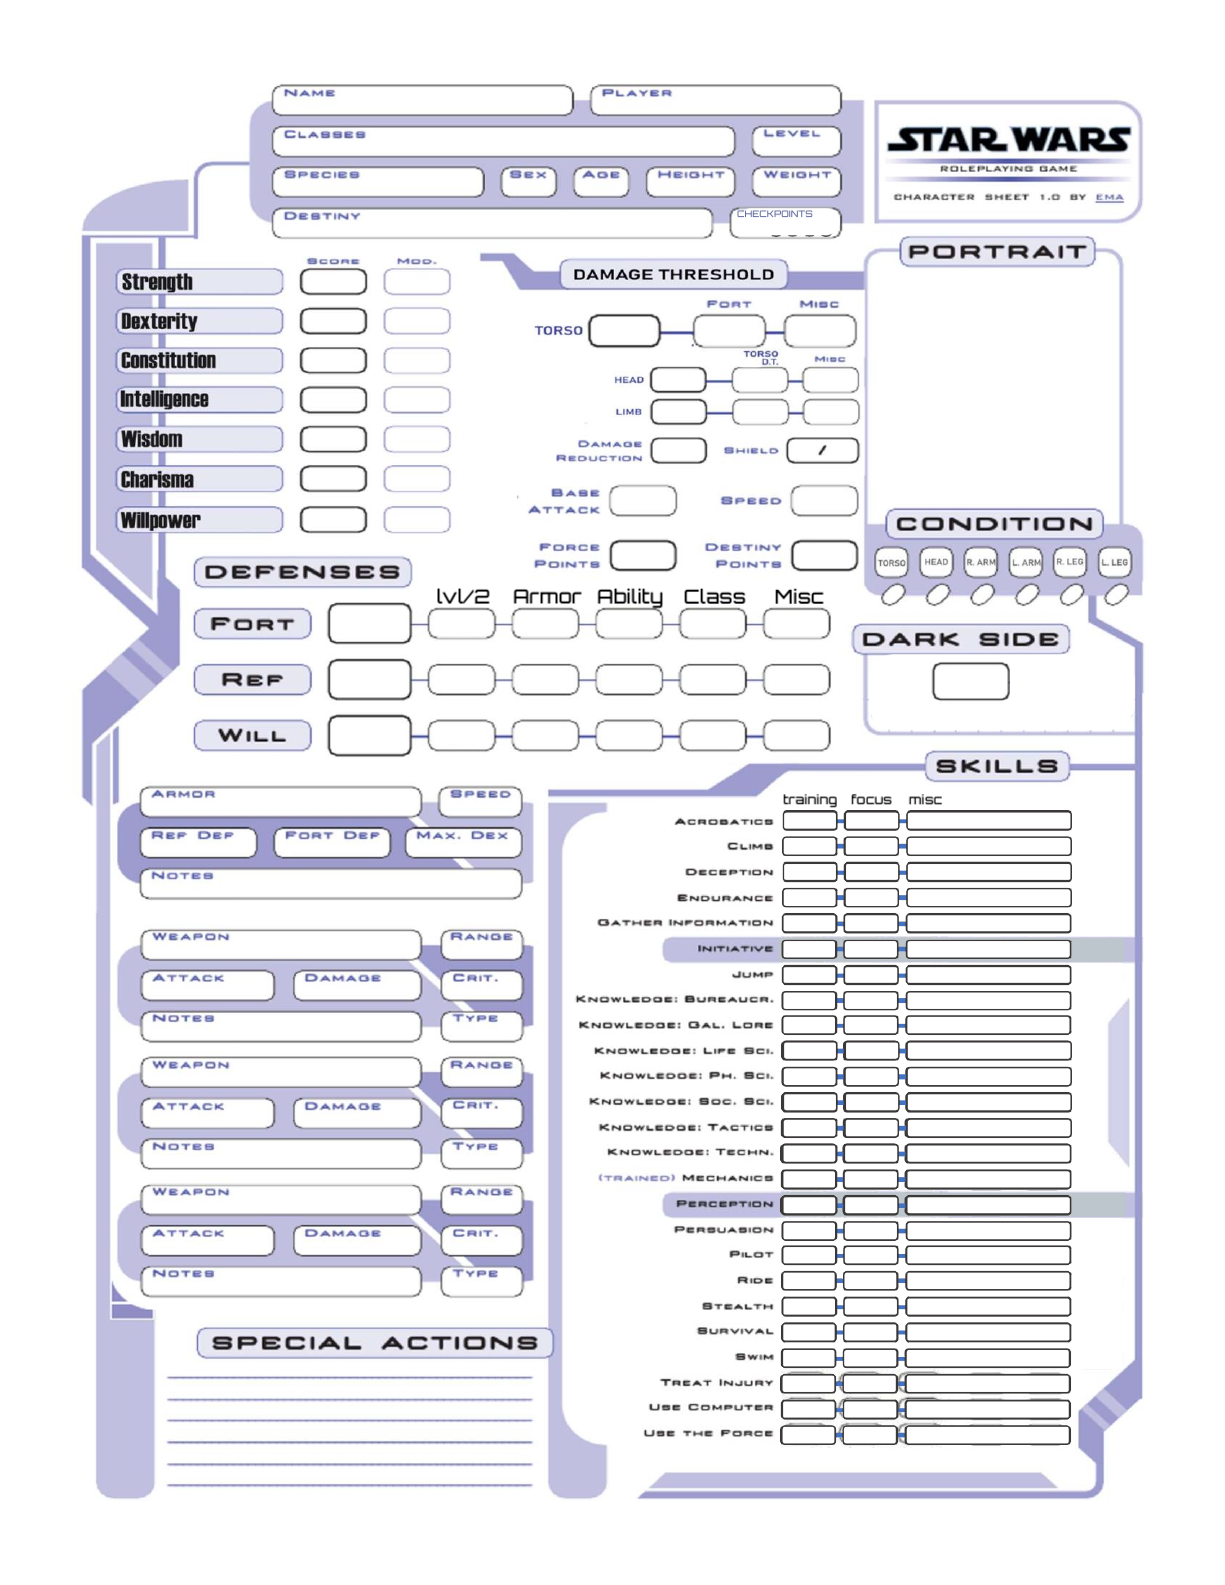 NAME PLAYER
CLASSES LEVEL
SPECIES SEX AGE HEIGHT WEIGHT
DESTINY CHECKPOINTS
STAR WARS
ROLEPLAYING GAME
CHARACTER SHEET 1.0 BY EMA
SCORE MOD.
Strength
Dexterity
Constitution
Intelligence
Wisdom
Charisma
Willpower
DAMAGE THRESHOLD
FORT MISC
TORSO
TORSO D.T. MISC
HEAD
LIMB
DAMAGE REDUCTION SHIELD /
BASE ATTACK SPEED
FORCE POINTS DESTINY POINTS
PORTRAIT
CONDITION
TORSO HEAD R. ARM L. ARM R. LEG L. LEG
DEFENSES
lvl/2 Armor Ability Class Misc
FORT
REF
WILL
DARK SIDE
ARMOR SPEED
REF DEF FORT DEF MAX. DEX
NOTES
WEAPON RANGE
ATTACK DAMAGE CRIT.
NOTES TYPE
WEAPON RANGE
ATTACK DAMAGE CRIT.
NOTES TYPE
WEAPON RANGE
ATTACK DAMAGE CRIT.
NOTES TYPE
SPECIAL ACTIONS
SKILLS
training focus misc
ACROBATICS
CLIMB
DECEPTION
ENDURANCE
GATHER INFORMATION
INITIATIVE
JUMP
KNOWLEDGE: BUREAUCR.
KNOWLEDGE: GAL. LORE
KNOWLEDGE: LIFE SCI.
KNOWLEDGE: PH. SCI.
KNOWLEDGE: SOC. SCI.
KNOWLEDGE: TACTICS
KNOWLEDGE: TECHN.
(TRAINED) MECHANICS
PERCEPTION
PERSUASION
PILOT
RIDE
STEALTH
SURVIVAL
SWIM
TREAT INJURY
USE COMPUTER
USE THE FORCE